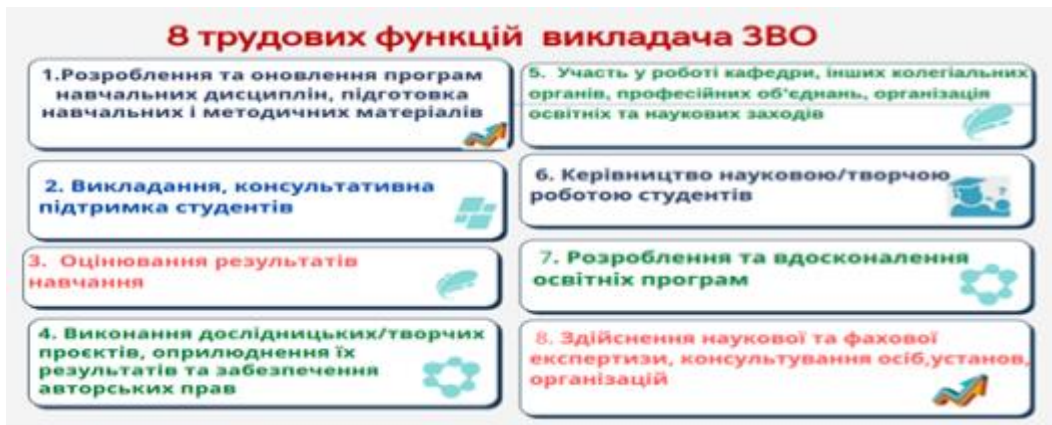 8 трудових функцій викладача ЗВО
1.Розроблення та оновлення програм
навчальних дисциплін, підготовка
навчальних і методичних матеріалів
2. Викладання, консультативна
підтримка студентів
3. Оцінювання результатів
навчання
4. Виконання дослідницьких/творчих
проєктів, оприлюднення їх
результатів та забезпечення
авторських прав
5. Участь у роботі кафедри, інших колегіальних
органів, професійних об'єднань, організація
освітніх та наукових заходів
6. Керівництво науковою/творчою
роботою студентів
7. Розроблення та вдосконалення
освітніх програм
8. Здійснення наукової та фахової
експертизи, консультування осіб,установ,
організацій